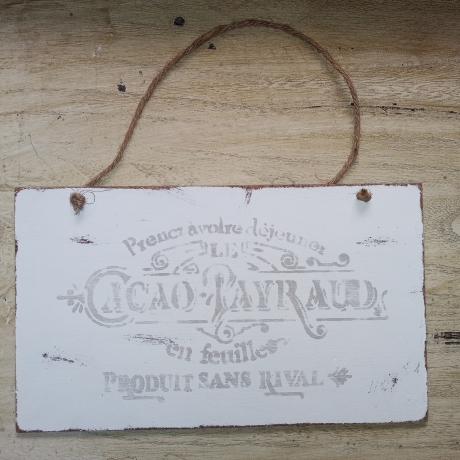 Prenez à votre déjeuner
LE
CACAO PAYRAUD
en feuilles
PRODUIT SANS RIVAL